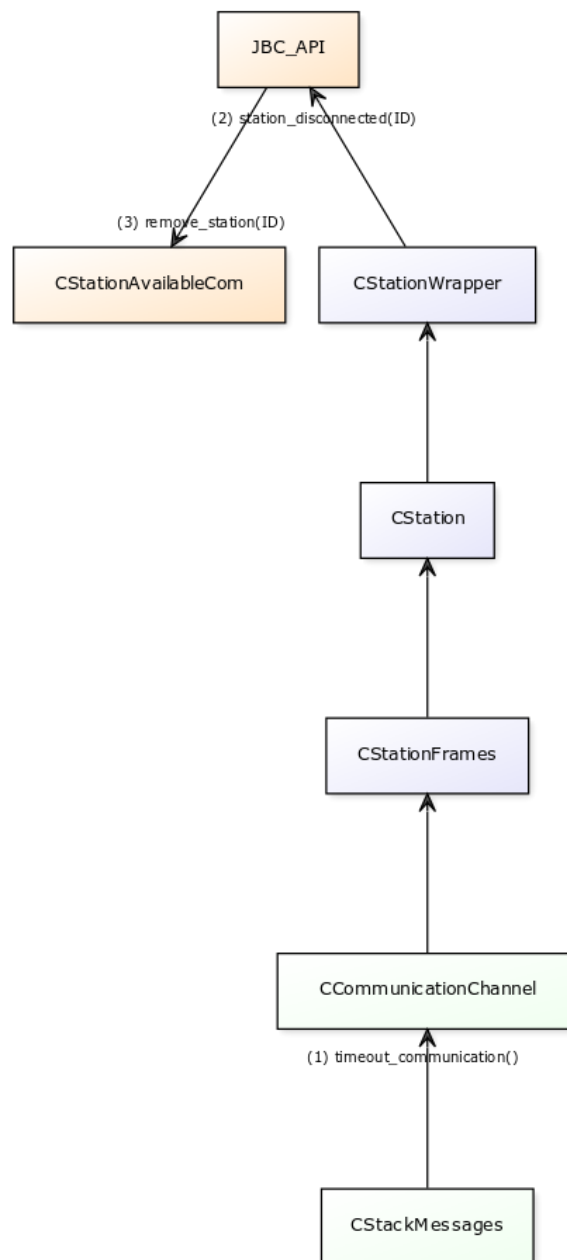 JBC_API
(2) station_disconnected(ID)
(3) remove_station(ID)
CStationAvailableCom
CStationWrapper
CStation
CStationFrames
CCommunicationChannel
(1) timeout_communication()
CStackMessages